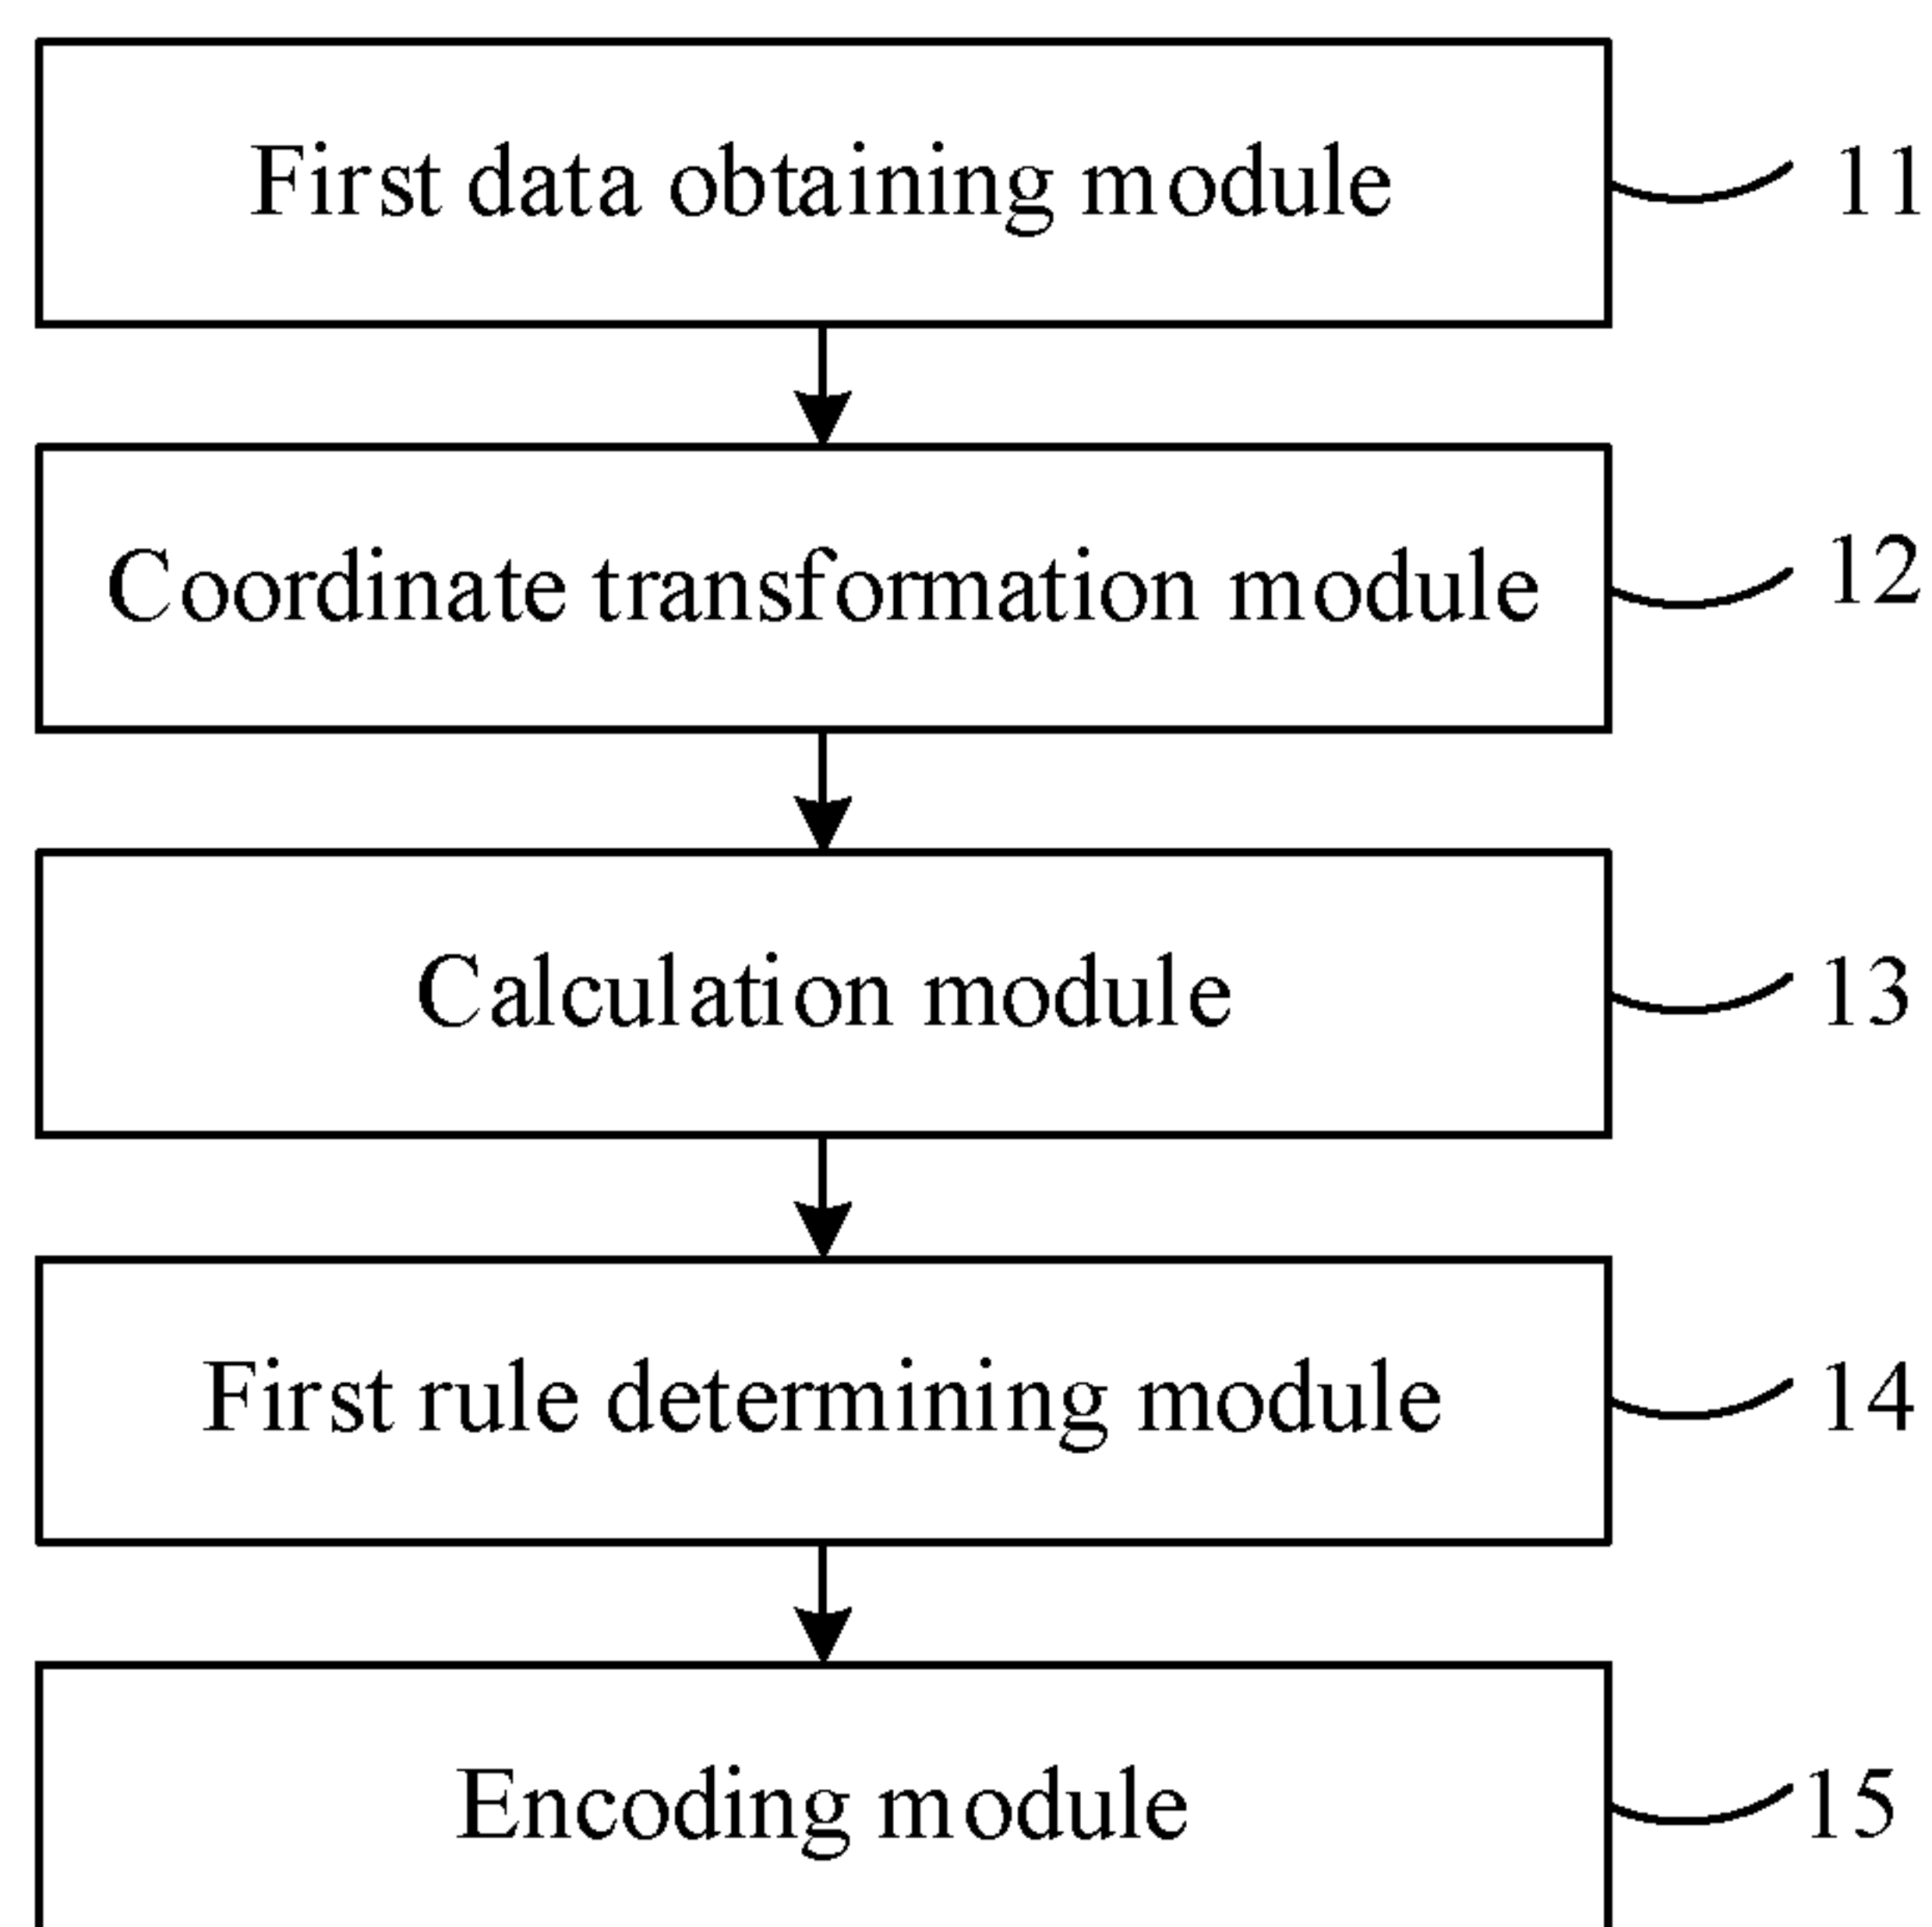 First data obtaining module 11
Coordinate transformation module 12
Calculation module 13
First rule determining module 14
Encoding module 15